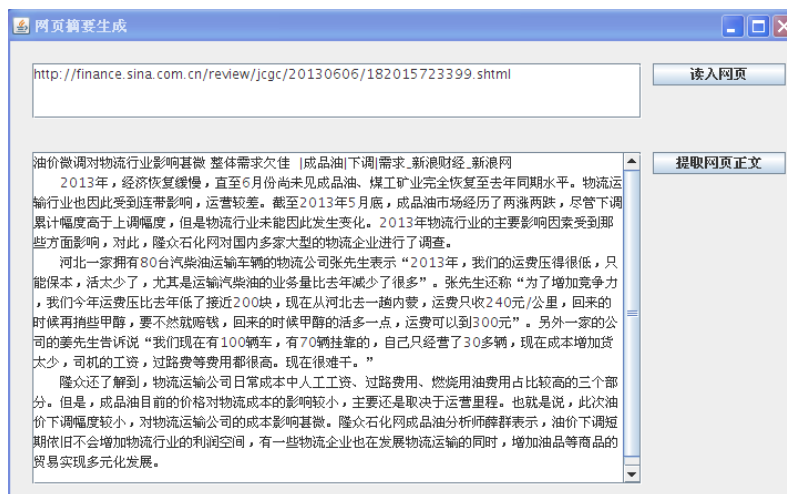 网页摘要生成
http://finance.sina.com.cn/review/jcgc/20130606/182015723399.shtml
读入网页
油价微调对物流行业影响甚微 整体需求欠佳 |成品油|下调|需求_新浪财经_新浪网
提取网页正文
2013年，经济恢复缓慢，直至6月份尚未见成品油、煤工矿业完全恢复至去年同期水平。物流运
输行业也因此受到连带影响，运营较差。截至2013年5月底，成品油市场经历了两涨两跌，尽管下调
累计幅度高于上调幅度，但是物流行业未能因此发生变化。2013年物流行业的主要影响因素受到那
些方面影响，对此，隆众石化网对国内多家大型的物流企业进行了调查。
河北一家拥有80台汽柴油运输车辆的物流公司张先生表示“2013年，我们的运费压得很低，只
能保本，活太少了，尤其是运输汽柴油的业务量比去年减少了很多”。张先生还称“为了增加竞争力
，我们今年运费压比去年低了接近200块，现在从河北去一趟内蒙，运费只收240元/公里，回来的
时候再捎些甲醇，要不然就赔钱，回来的时候甲醇的活多一点，运费可以到300元”。另外一家的公
司的姜先生告诉说“我们现在有100辆车，有70辆挂靠的，自己只经营了30多辆，现在成本增加货
太少，司机的工资，过路费等费用都很高。现在很难干。”
隆众还了解到，物流运输公司日常成本中人工工资、过路费用、燃烧用油费用占比较高的三个部
分。但是，成品油目前的价格对物流成本的影响较小，主要还是取决于运营里程。也就是说，此次油
价下调幅度较小，对物流运输公司的成本影响甚微。隆众石化网成品油分析师薛群表示，油价下调短
期依旧不会增加物流行业的利润空间，有一些物流企业也在发展物流运输的同时，增加油品等商品的
贸易实现多元化发展。